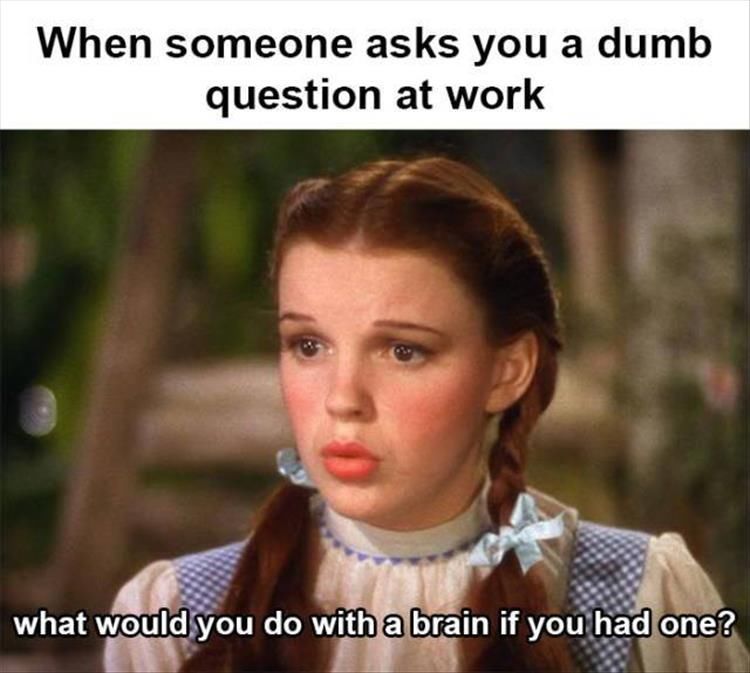 When someone asks you a dumb
question at work
what would you do with a brain if you had one?